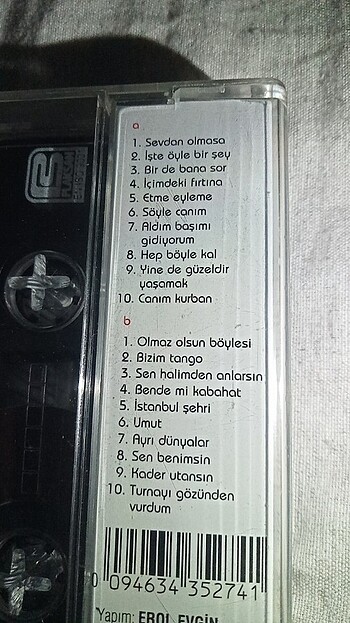 a
1. Sevdan olmasa
2. İşte öyle bir şey
3. Bir de bana sor
4. İçimdeki fırtına
5. Etme eyleme
6. Söyle canım
7. Aldım başımı
gidiyorum
8. Hep böyle kal
9. Yine de güzeldir
yaşamak
10. Canım kurban
b
1. Olmaz olsun böylesi
2. Bizim tango
3. Sen halimden anlarsın
4. Bende mi kabahat
5. İstanbul şehri
6. Umut
7. Ayrı dünyalar
8. Sen benimsin
9. Kader utansın
10. Turnayı gözünden
vurdum
0 094634 352741
Yapım: EROL EVGİN